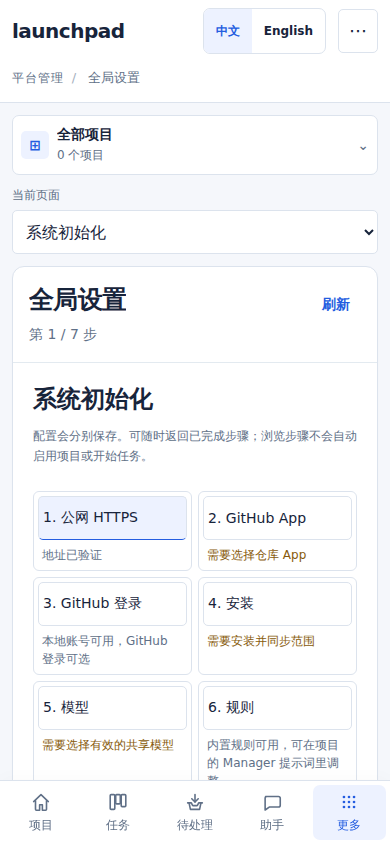 launchpad
中文 English ...
平台管理 / 全局设置
全部项目
0 个项目
当前页面
系统初始化
全局设置
刷新
第 1 / 7 步
系统初始化
配置会分别保存。可随时返回已完成步骤；浏览步骤不会自动
启用项目或开始任务。
1. 公网 HTTPS
地址已验证
2. GitHub App
需要选择仓库 App
3. GitHub 登录
本地账号可用，GitHub
登录可选
4. 安装
需要安装并同步范围
5. 模型
需要选择有效的共享模型
6. 规则
内置规则可用，可在项目
的 Manager 提示词里调
项目 任务 待处理 助手 更多